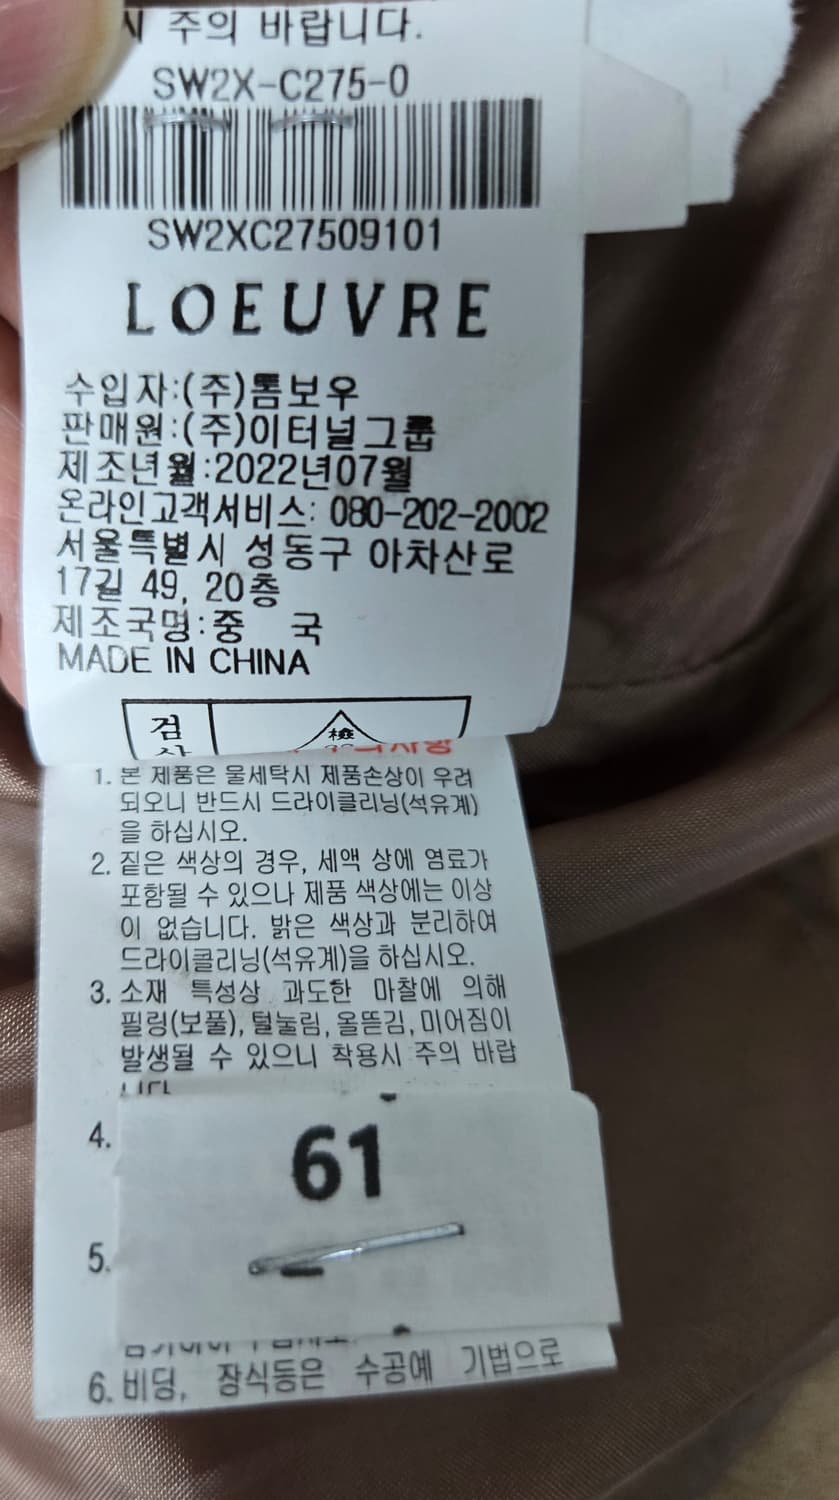 시 주의 바랍니다.
SW2X-C275-0
SW2XC27509101
LOEUVRE
수입자:(주)톰보우
판매원:(주)이터널그룹
제조년월:2022년07월
온라인고객서비스: 080-202-2002
서울특별시 성동구 아차산로
17길 49, 20층
제조국명:중 국
MADE IN CHINA
검 檢
1. 본 제품은 물세탁시 제품손상이 우려
되오니 반드시 드라이클리닝(석유계)
을 하십시오.
2. 짙은 색상의 경우, 세액 상에 염료가
포함될 수 있으나 제품 색상에는 이상
이 없습니다. 밝은 색상과 분리하여
드라이콜리닝(석유계)을 하십시오.
3. 소재 특성상 과도한 마찰에 의해
필링(보풀), 털눌림, 올뜯김, 미어짐이
발생될 수 있으니 착용시 주의 바랍
니다.
4.
61
5.
6. 비딩, 장식등은 수공예 기법으로